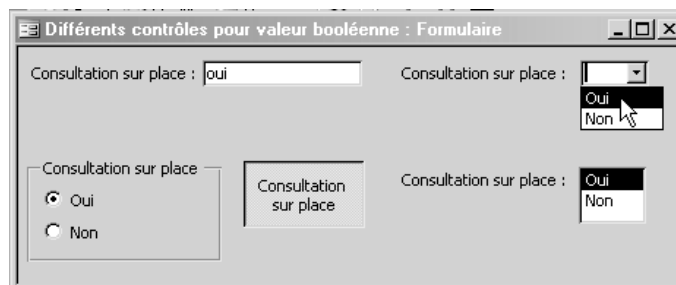 Différents contrôles pour valeur booléenne : Formulaire
Consultation sur place : oui
Consultation sur place :
Oui
Non
Consultation sur place
Oui
Non
Consultation
sur place
Consultation sur place :
Oui
Non